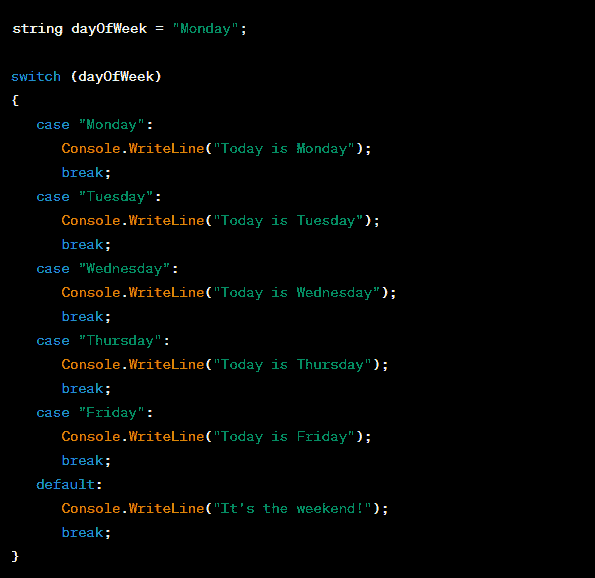 string dayOfWeek = "Monday";
switch (dayOfWeek)
{
    case "Monday":
        Console.WriteLine("Today is Monday");
        break;
    case "Tuesday":
        Console.WriteLine("Today is Tuesday");
        break;
    case "Wednesday":
        Console.WriteLine("Today is Wednesday");
        break;
    case "Thursday":
        Console.WriteLine("Today is Thursday");
        break;
    case "Friday":
        Console.WriteLine("Today is Friday");
        break;
    default:
        Console.WriteLine("It's the weekend!");
        break;
}